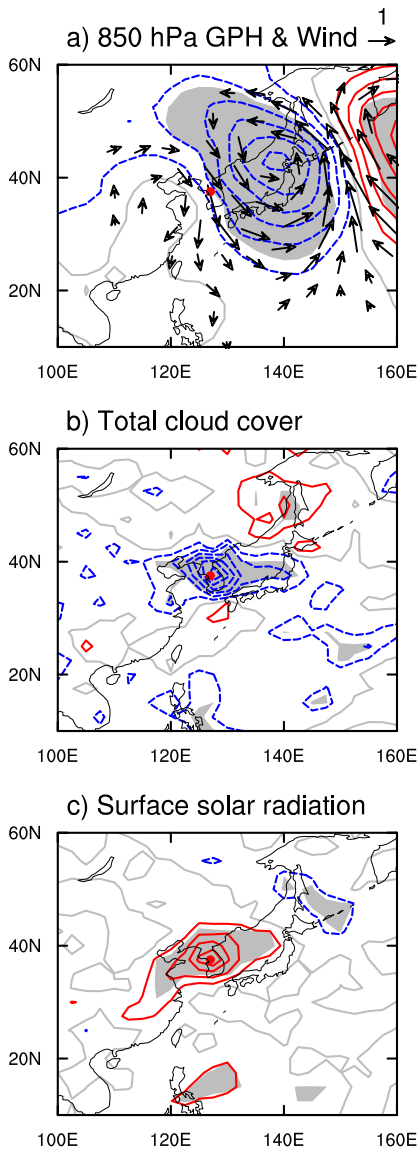 1
a) 850 hPa GPH & Wind
60N
40N
20N
100E 120E 140E 160E
b) Total cloud cover
60N
40N
20N
100E 120E 140E 160E
c) Surface solar radiation
60N
40N
20N
100E 120E 140E 160E